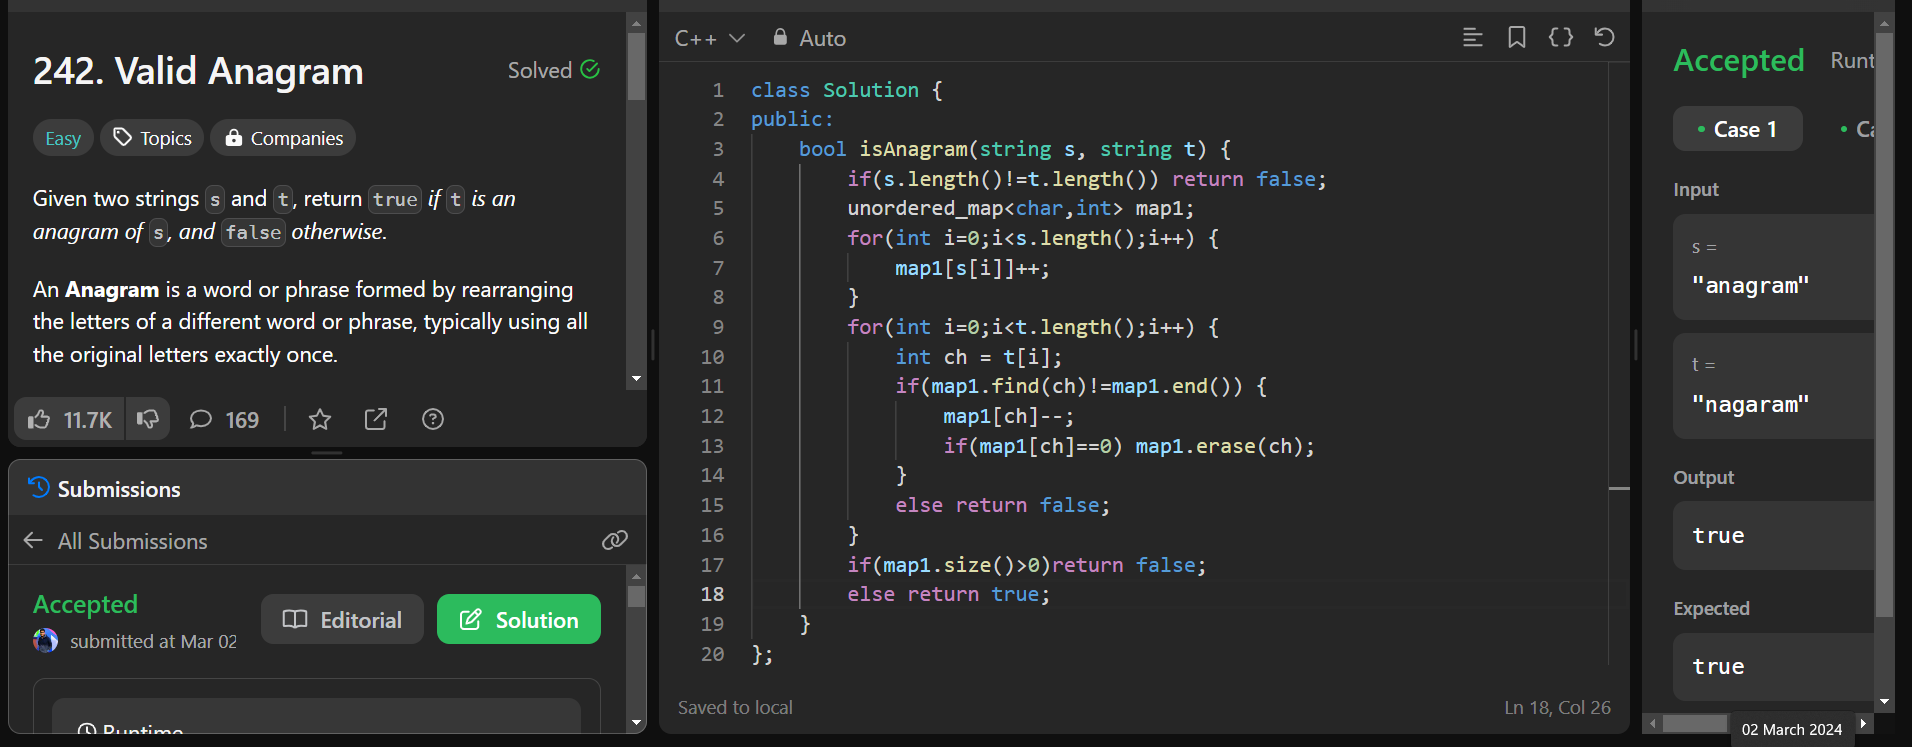 242. Valid Anagram
Solved
Easy
Topics
Companies
Given two strings s and t, return true if t is an
anagram of s, and false otherwise.
An Anagram is a word or phrase formed by rearranging
the letters of a different word or phrase, typically using all
the original letters exactly once.
11.7K
169
Submissions
All Submissions
Accepted
submitted at Mar 02
Editorial
Solution
Runtime
C++
Auto
1 class Solution {
2 public:
3 bool isAnagram(string s, string t) {
4 if(s.length()!=t.length()) return false;
5 unordered_map<char,int> map1;
6 for(int i=0;i<s.length();i++) {
7 map1[s[i]]++;
8 }
9 for(int i=0;i<t.length();i++) {
10 int ch = t[i];
11 if(map1.find(ch)!=map1.end()) {
12 map1[ch]--;
13 if(map1[ch]==0) map1.erase(ch);
14 }
15 else return false;
16 }
17 if(map1.size()>0)return false;
18 else return true;
19 }
20 };
Saved to local
Ln 18, Col 26
Accepted
Runt
• Case 1
• Ca
Input
s =
"anagram"
t =
"nagaram"
Output
true
Expected
true
02 March 2024